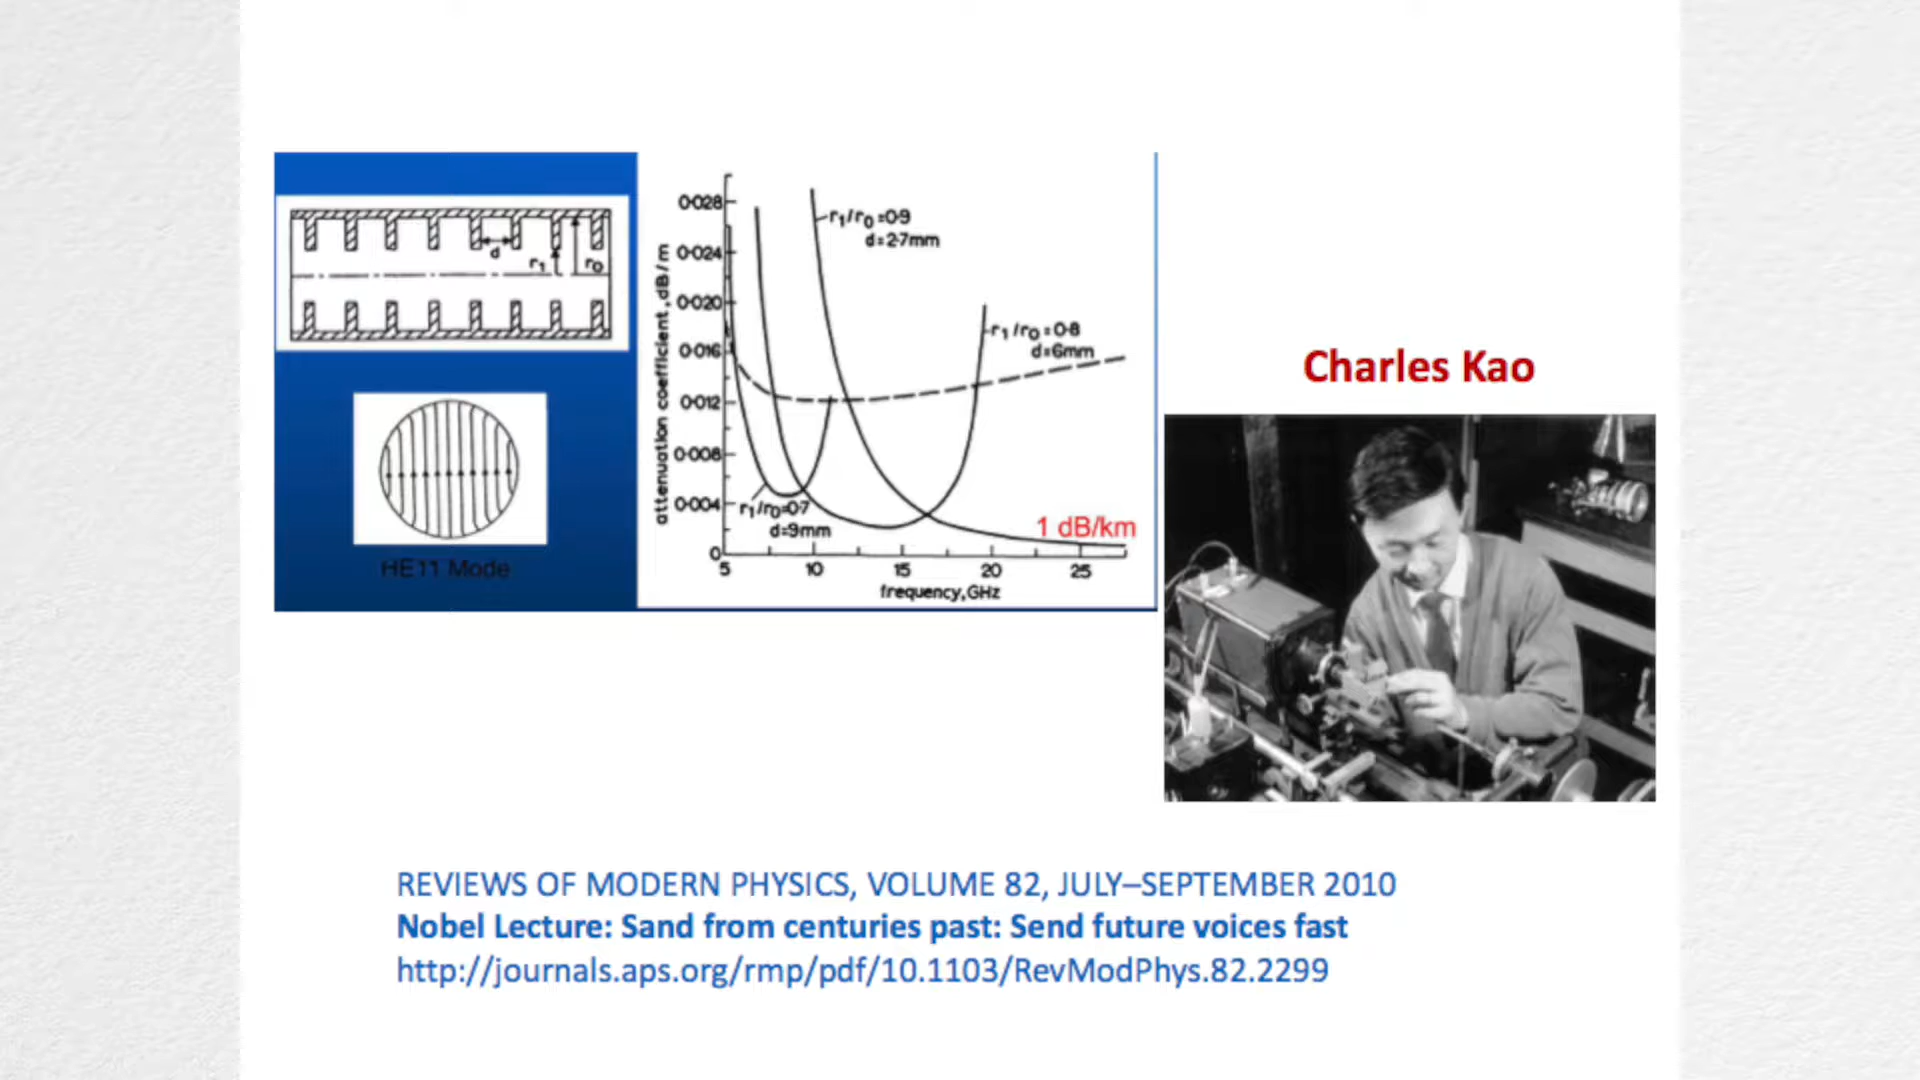 d
r1
r0
HE11 Mode
attenuation coefficient, dB/m
0·028
0·024
0·020
0·016
0·012
0·008
0·004
0
r1/r0=0·9
d=2·7mm
r1/r0=0·8
d=6mm
r1/r0=0·7
d=9mm
1 dB/km
5 10 15 20 25
frequency, GHz
Charles Kao
REVIEWS OF MODERN PHYSICS, VOLUME 82, JULY–SEPTEMBER 2010
Nobel Lecture: Sand from centuries past: Send future voices fast
http://journals.aps.org/rmp/pdf/10.1103/RevModPhys.82.2299